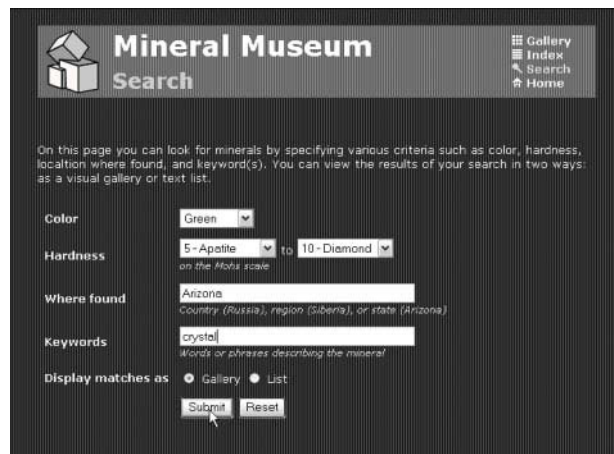 Mineral Museum
Search
Gallery
Index
Search
Home
On this page you can look for minerals by specifying various criteria such as color, hardness,
localtion where found, and keyword(s). You can view the results of your search in two ways:
as a visual gallery or text list.
Color Green
Hardness 5 - Apatite to 10 - Diamond
on the Mohs scale
Where found Arizona
Country (Russia), region (Siberia), or state (Arizona)
Keywords crystal
Words or phrases describing the mineral
Display matches as Gallery List
Submit Reset